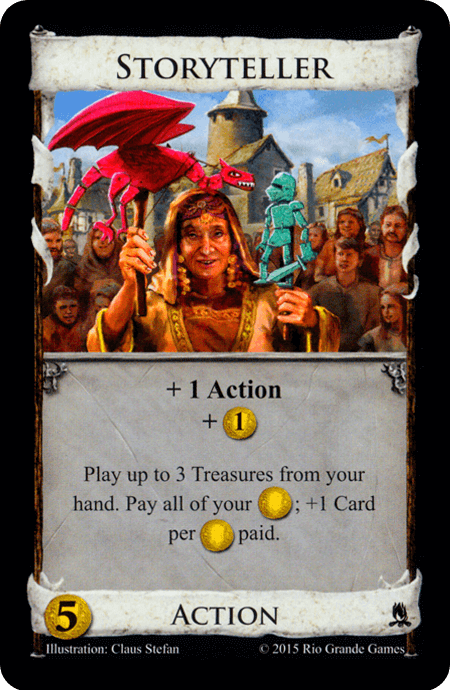 STORYTELLER
+ 1 Action
+ 1
Play up to 3 Treasures from your
hand. Pay all of your ; +1 Card
per paid.
5 ACTION
Illustration: Claus Stefan © 2015 Rio Grande Games